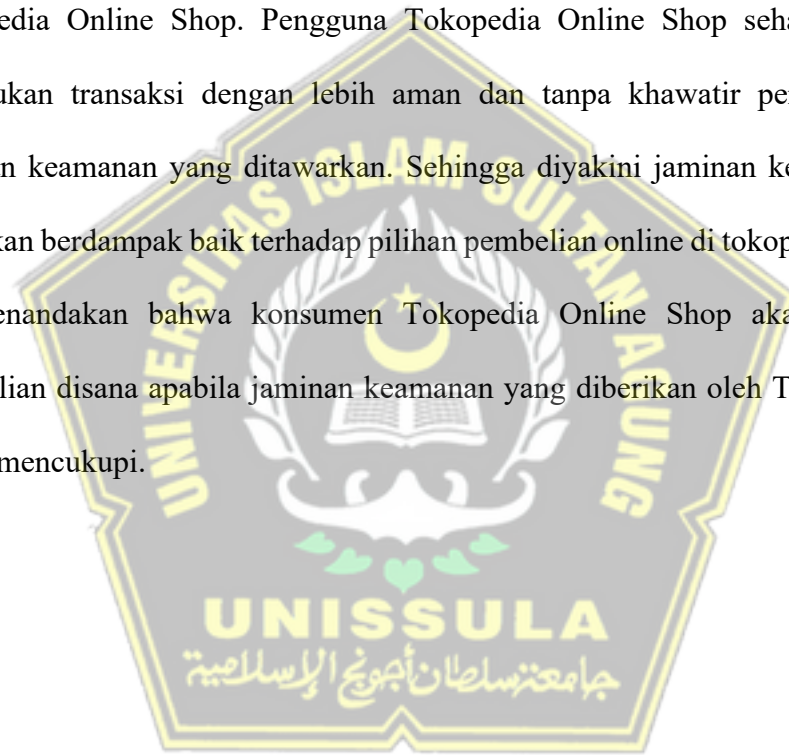 edia Online Shop. Pengguna Tokopedia Online Shop seha
ukan transaksi dengan lebih aman dan tanpa khawatir pe
n keamanan yang ditawarkan. Sehingga diyakini jaminan ke
kan berdampak baik terhadap pilihan pembelian online di tokop
enandakan bahwa konsumen Tokopedia Online Shop aka
lian disana apabila jaminan keamanan yang diberikan oleh T
mencukupi.
UNIVERSITAS ISLAM SULTAN AGUNG
UNISSULA
جامعة سلطان أجونج الإسلامية